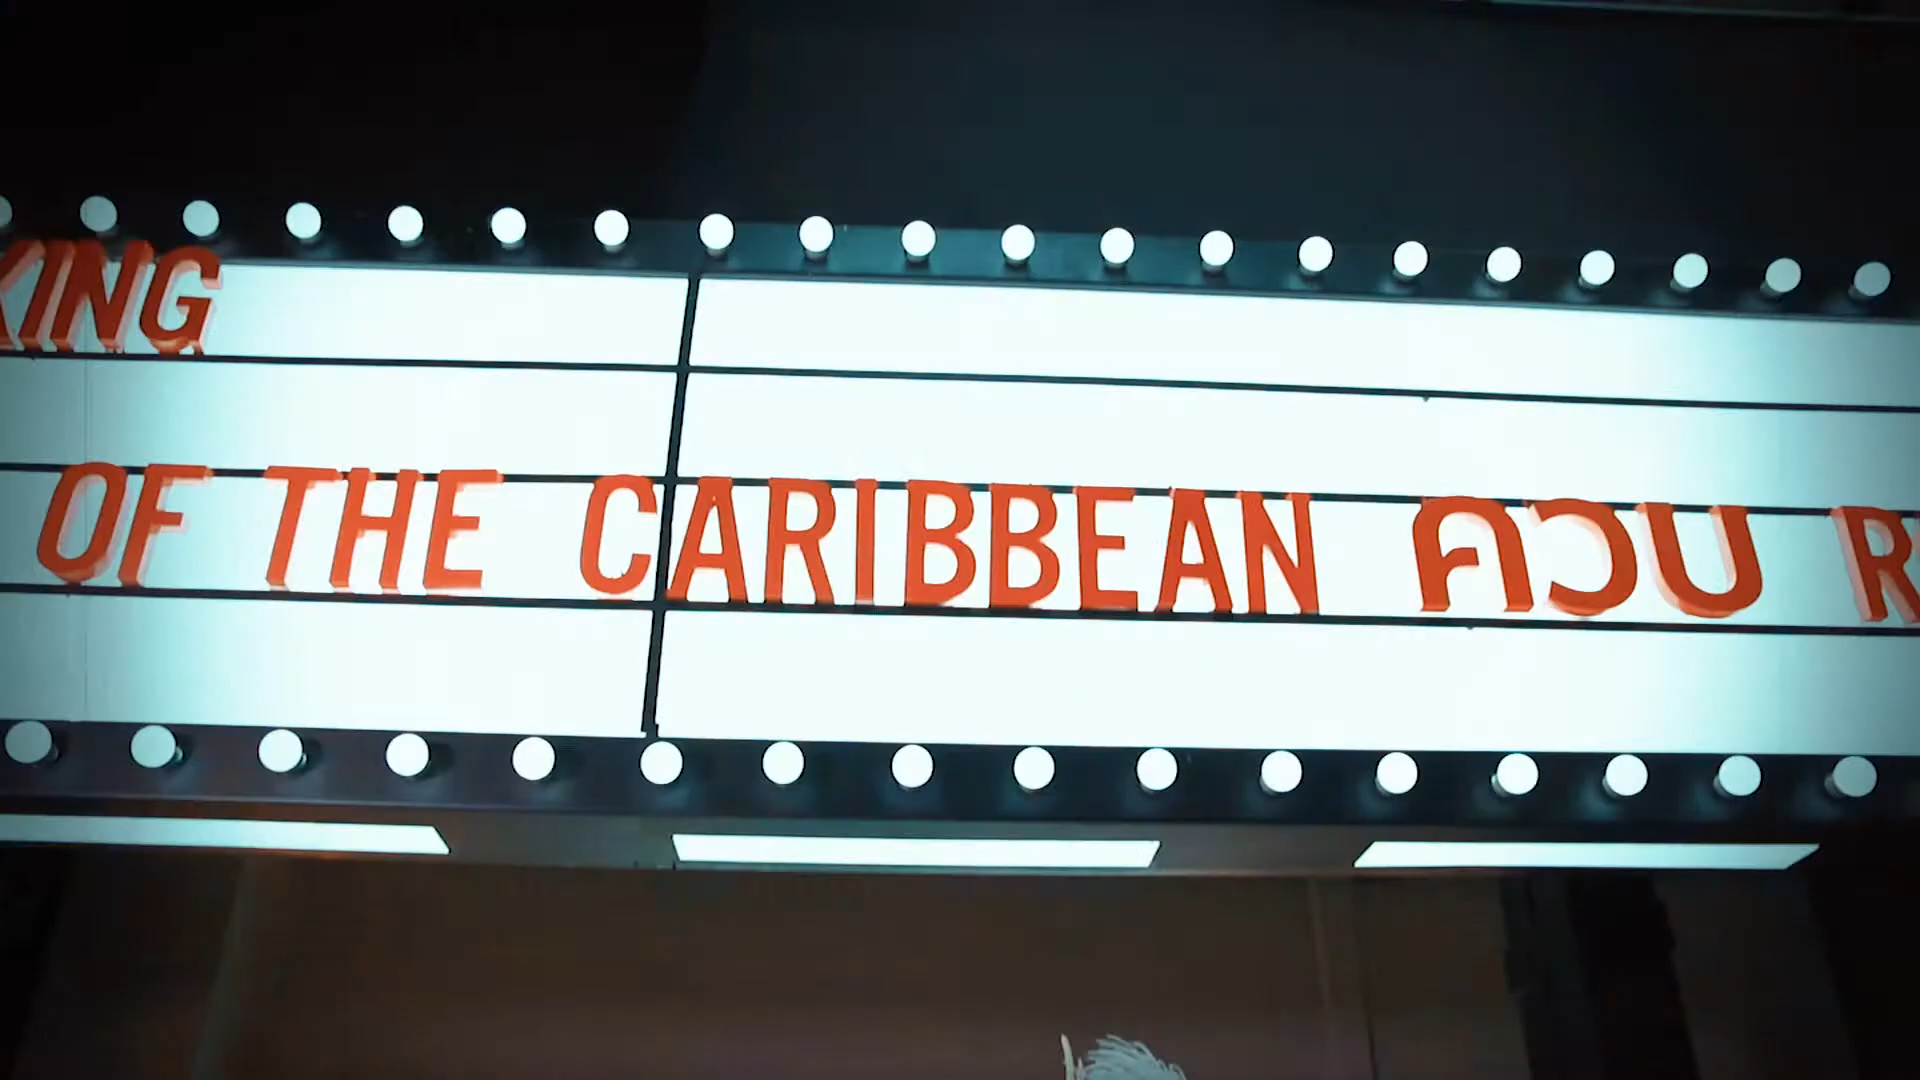 KING
OF THE CARIBBEAN ควบ R